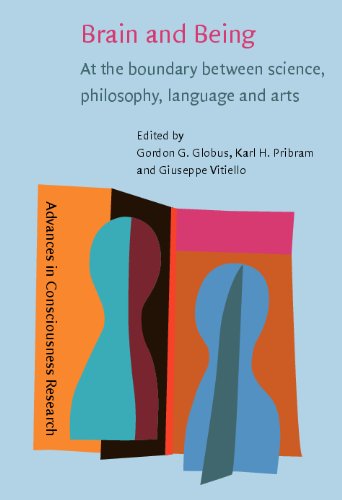 Brain and Being
At the boundary between science,
philosophy, language and arts
Edited by
Gordon G. Globus, Karl H. Pribram
and Giuseppe Vitiello
Advances in Consciousness Research